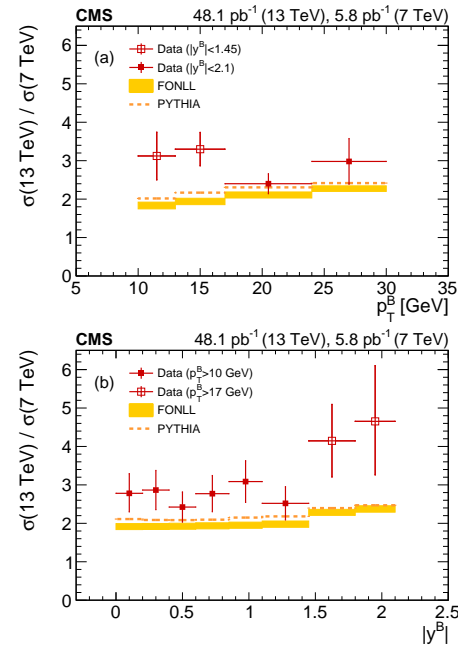 CMS 48.1 pb⁻¹ (13 TeV), 5.8 pb⁻¹ (7 TeV)
(a)
Data (|y^B|<1.45)
Data (|y^B|<2.1)
FONLL
PYTHIA
σ(13 TeV) / σ(7 TeV)
6
5
4
3
2
1
0
5 10 15 20 25 30 35
p_T^B [GeV]
CMS 48.1 pb⁻¹ (13 TeV), 5.8 pb⁻¹ (7 TeV)
(b)
Data (p_T^B>10 GeV)
Data (p_T^B>17 GeV)
FONLL
PYTHIA
σ(13 TeV) / σ(7 TeV)
6
5
4
3
2
1
0
0 0.5 1 1.5 2 2.5
|y^B|